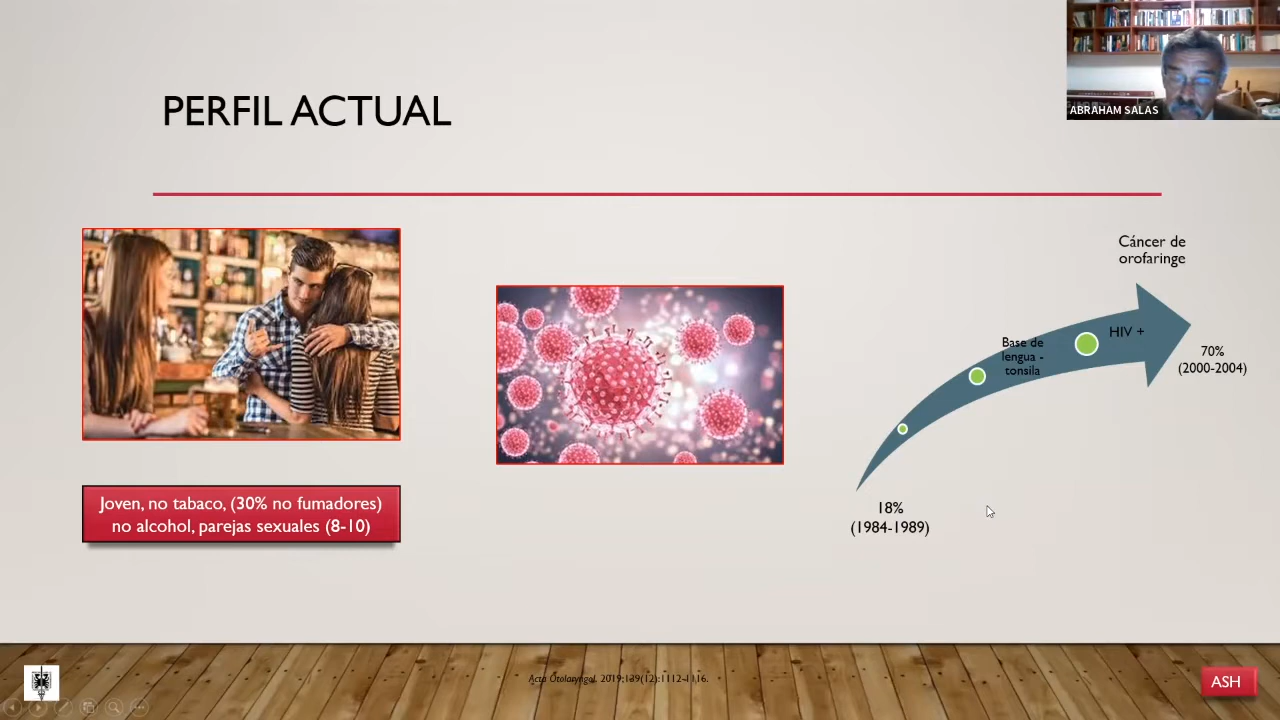 ABRAHAM SALAS
PERFIL ACTUAL
Joven, no tabaco, (30% no fumadores)
no alcohol, parejas sexuales (8-10)
Cáncer de
orofaringe
HIV +
Base de
lengua -
tonsila
70%
(2000-2004)
18%
(1984-1989)
Acta Otolaryngol. 2019;139(12):1112-1116.
ASH